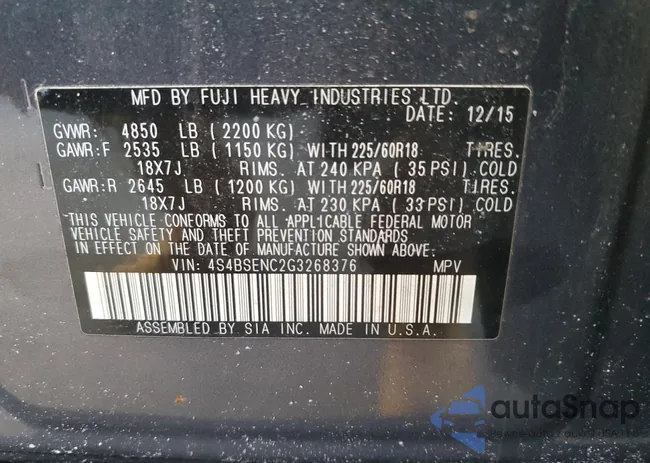 MFD BY FUJI HEAVY INDUSTRIES LTD.
DATE: 12/15
GVWR: 4850 LB (2200 KG)
GAWR:F 2535 LB (1150 KG) WITH 225/60R18 TIRES.
18X7J RIMS. AT 240 KPA (35 PSI) COLD
GAWR:R 2645 LB (1200 KG) WITH 225/60R18 TIRES.
18X7J RIMS. AT 230 KPA (33 PSI) COLD
THIS VEHICLE CONFORMS TO ALL APPLICABLE FEDERAL MOTOR
VEHICLE SAFETY AND THEFT PREVENTION STANDARDS
IN EFFECT ON THE DATE OF MANUFACTURE SHOWN ABOVE.
VIN: 4S4BSENC2G3268376 MPV
ASSEMBLED BY SIA INC. MADE IN U.S.A.
autoSnap